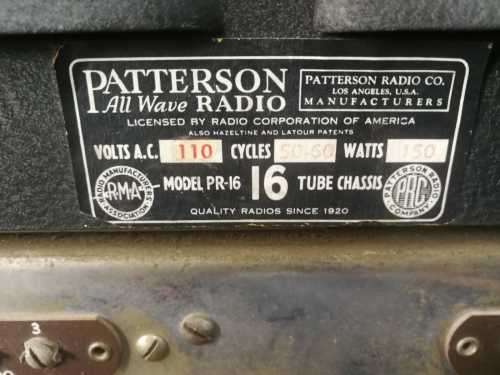 PATTERSON
All Wave RADIO
PATTERSON RADIO CO.
LOS ANGELES, U.S.A.
MANUFACTURERS
LICENSED BY RADIO CORPORATION OF AMERICA
ALSO HAZELTINE AND LATOUR PATENTS
VOLTS A.C. 110 CYCLES 50-60 WATTS 150
RADIO MANUFACTURERS
RMA
ASSOCIATION
MODEL PR-16 16 TUBE CHASSIS
PATTERSON RADIO
PRC
COMPANY
QUALITY RADIOS SINCE 1920
3